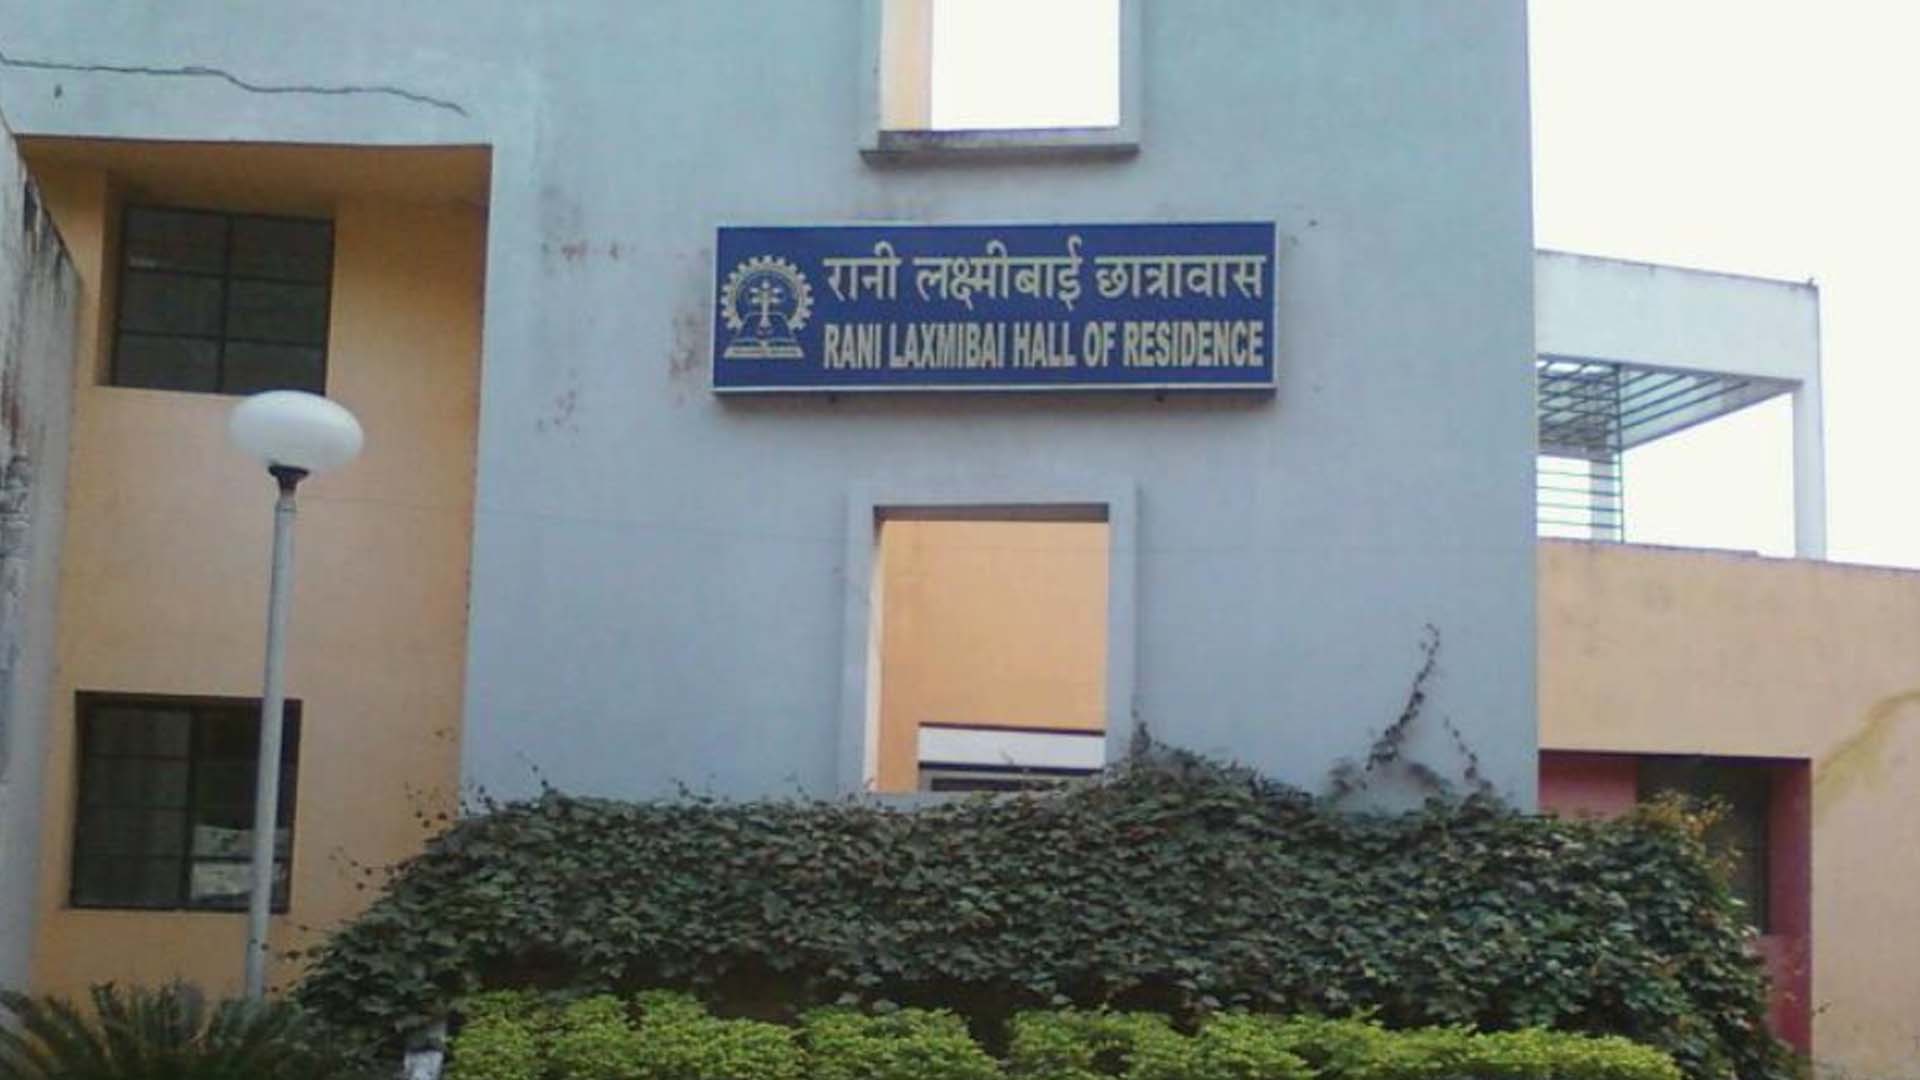 रानी लक्ष्मीबाई छात्रावास
RANI LAXMIBAI HALL OF RESIDENCE